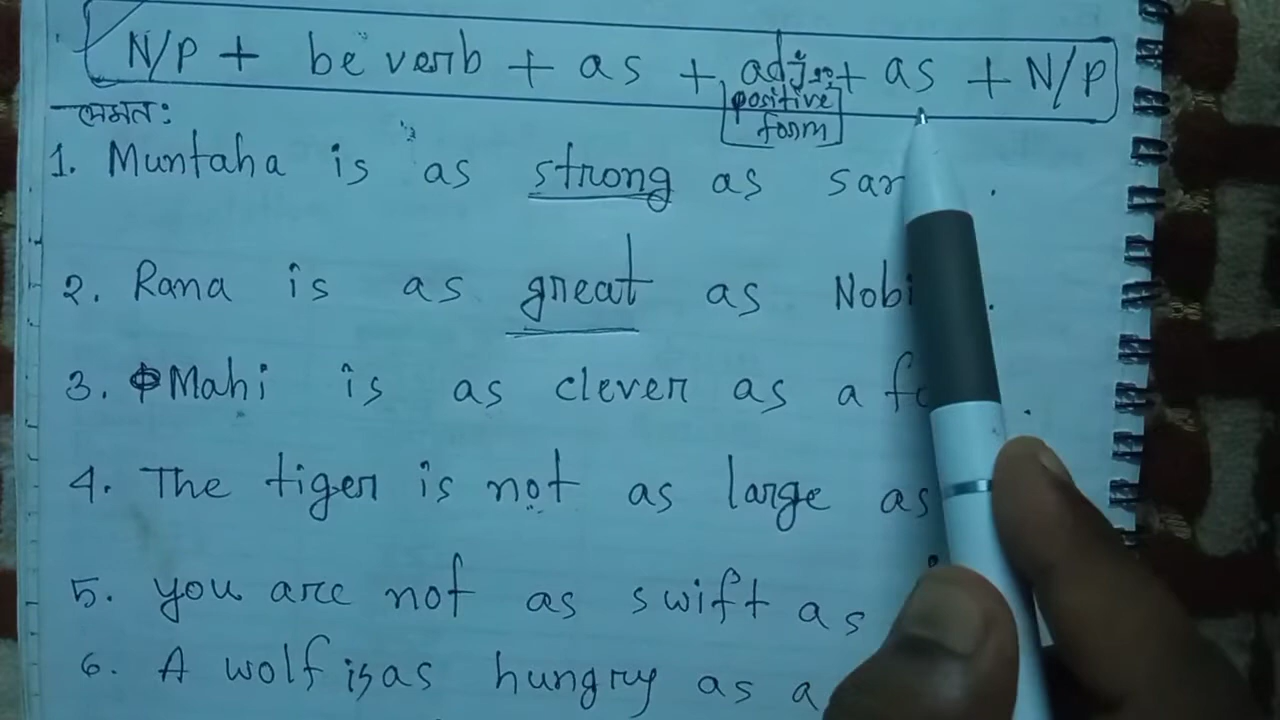 N/P + be verb + as + adj. + as + N/P
positive
form
যেমনঃ
1. Muntaha is as strong as
2. Rana is as great as
3. Mahi is as clever as a
4. The tiger is not as large as
5. you are not as swift as
6. A wolf is as hungry as a